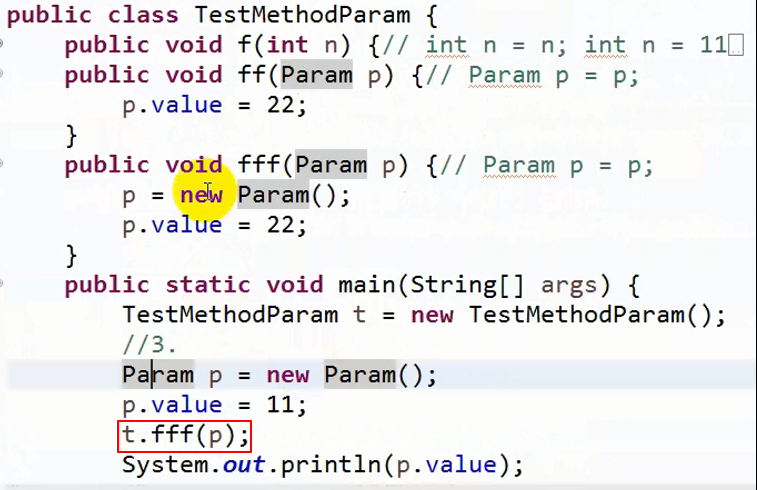 public class TestMethodParam {
    public void f(int n) {// int n = n; int n = 11
    public void ff(Param p) {// Param p = p;
        p.value = 22;
    }
    public void fff(Param p) {// Param p = p;
        p = new Param();
        p.value = 22;
    }
    public static void main(String[] args) {
        TestMethodParam t = new TestMethodParam();
        //3.
        Param p = new Param();
        p.value = 11;
        t.fff(p);
        System.out.println(p.value);